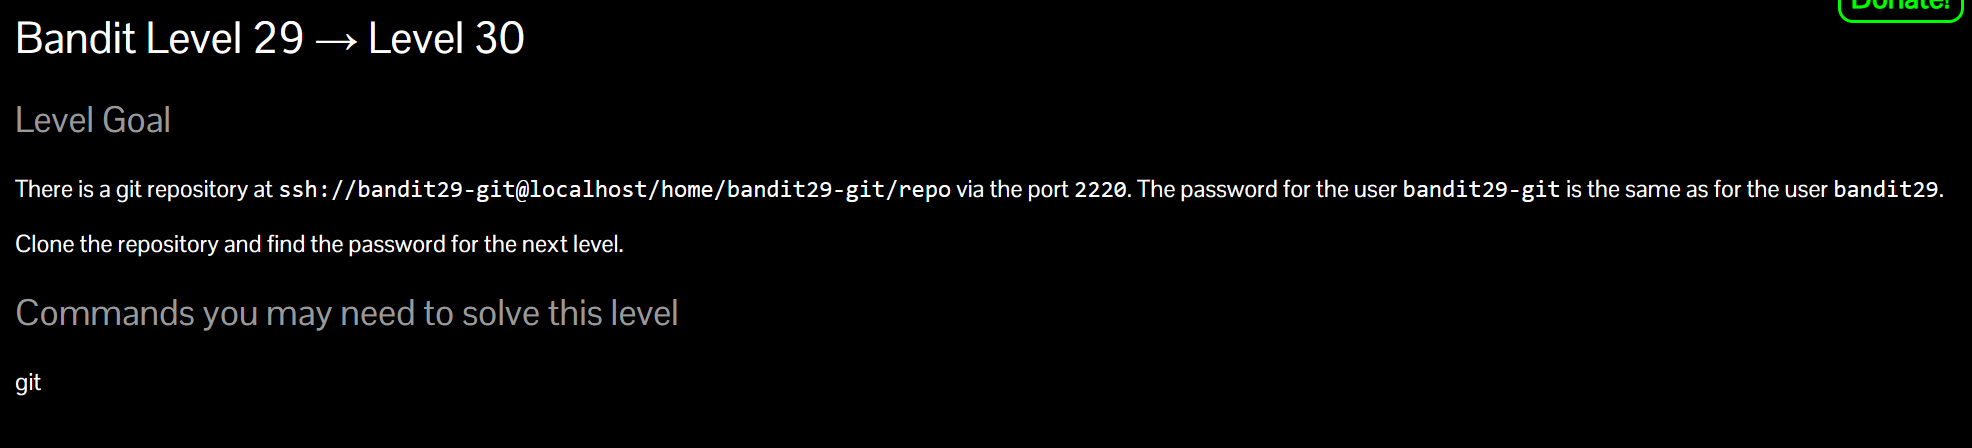 Donate!
Bandit Level 29 → Level 30
Level Goal
There is a git repository at ssh://bandit29-git@localhost/home/bandit29-git/repo via the port 2220. The password for the user bandit29-git is the same as for the user bandit29.
Clone the repository and find the password for the next level.
Commands you may need to solve this level
git